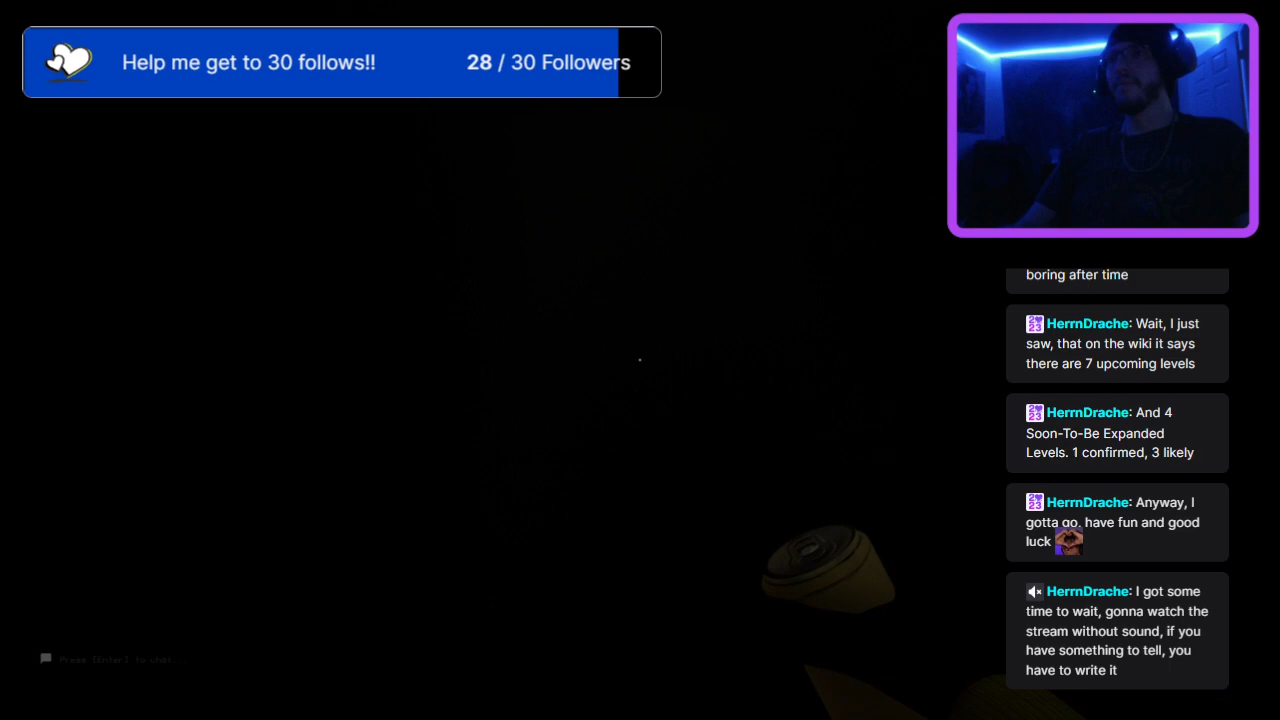 Help me get to 30 follows!!
28 / 30 Followers
boring after time
HerrnDrache: Wait, I just
saw, that on the wiki it says
there are 7 upcoming levels
HerrnDrache: And 4
Soon-To-Be Expanded
Levels. 1 confirmed, 3 likely
HerrnDrache: Anyway, I
gotta go, have fun and good
luck
HerrnDrache: I got some
time to wait, gonna watch the
stream without sound, if you
have something to tell, you
have to write it
Press [Enter] to chat.